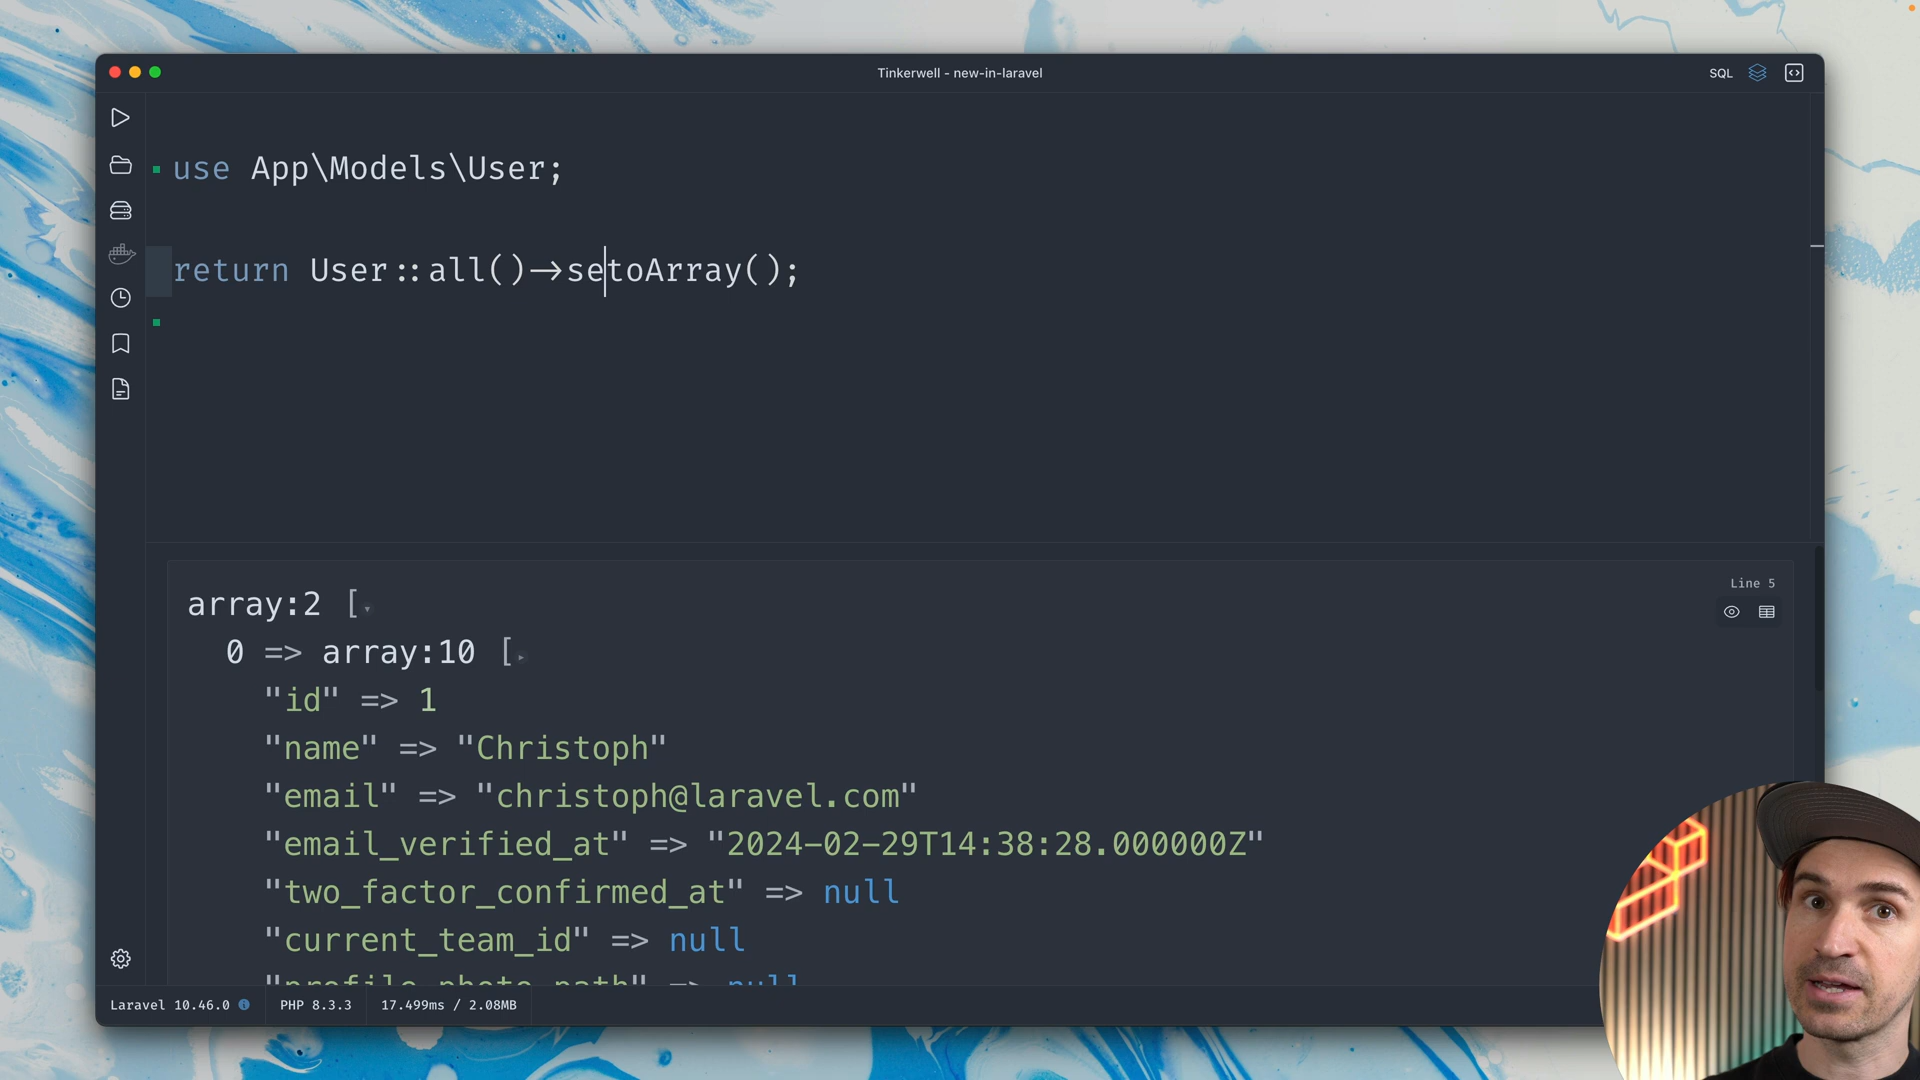 Tinkerwell - new-in-laravel
SQL
use App\Models\User;
return User::all()->setoArray();
Line 5
array:2 [
0 => array:10 [
"id" => 1
"name" => "Christoph"
"email" => "christoph@laravel.com"
"email_verified_at" => "2024-02-29T14:38:28.000000Z"
"two_factor_confirmed_at" => null
"current_team_id" => null
"profile_photo_path" => null
Laravel 10.46.0
PHP 8.3.3
17.499ms / 2.08MB